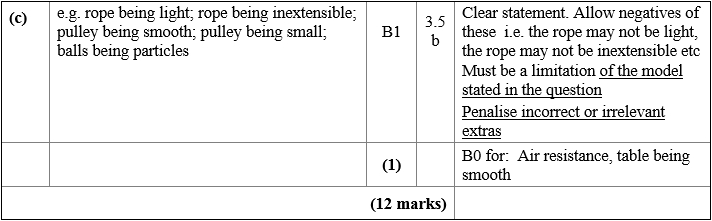 (c)
e.g. rope being light; rope being inextensible;
pulley being smooth; pulley being small;
balls being particles
B1
3.5
b
Clear statement. Allow negatives of
these i.e. the rope may not be light,
the rope may not be inextensible etc
Must be a limitation of the model
stated in the question
Penalise incorrect or irrelevant
extras
(1)
B0 for: Air resistance, table being
smooth
(12 marks)